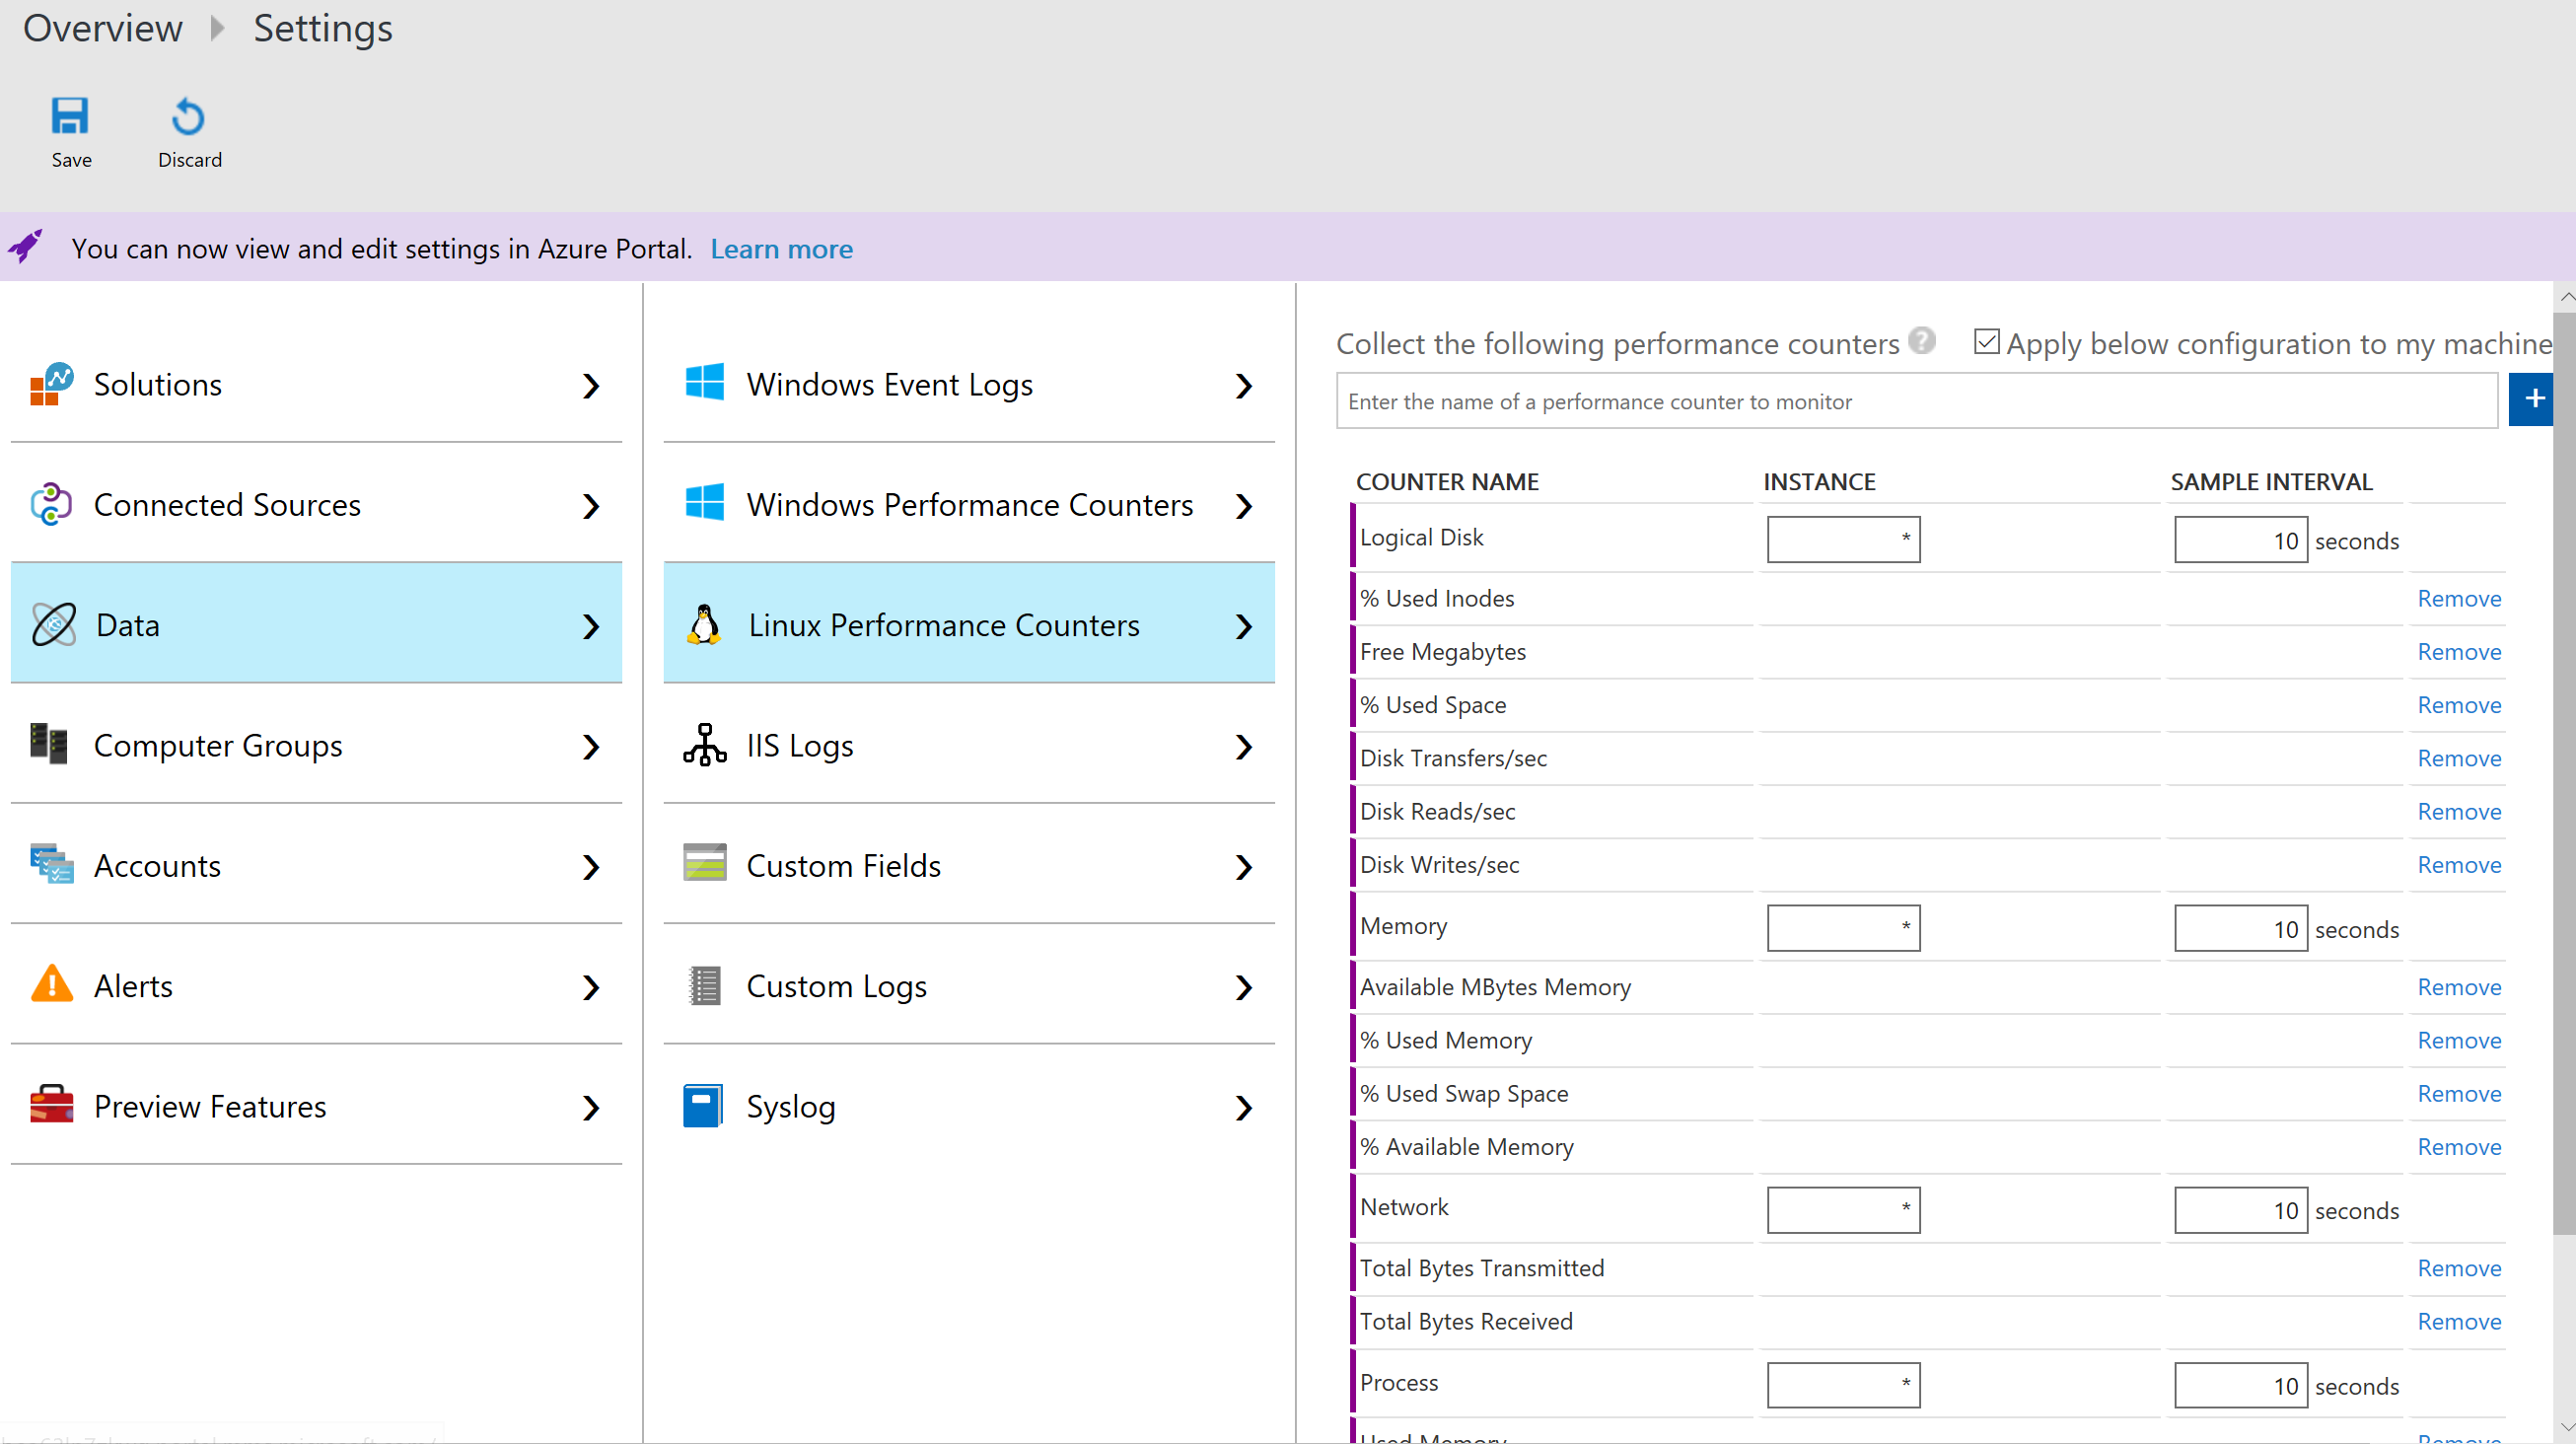 Overview Settings
Save Discard
You can now view and edit settings in Azure Portal. Learn more
Solutions
Connected Sources
Data
Computer Groups
Accounts
Alerts
Preview Features
Windows Event Logs
Windows Performance Counters
Linux Performance Counters
IIS Logs
Custom Fields
Custom Logs
Syslog
Collect the following performance counters ? Apply below configuration to my machine
Enter the name of a performance counter to monitor +
COUNTER NAME INSTANCE SAMPLE INTERVAL
Logical Disk * 10 seconds
% Used Inodes Remove
Free Megabytes Remove
% Used Space Remove
Disk Transfers/sec Remove
Disk Reads/sec Remove
Disk Writes/sec Remove
Memory * 10 seconds
Available MBytes Memory Remove
% Used Memory Remove
% Used Swap Space Remove
% Available Memory Remove
Network * 10 seconds
Total Bytes Transmitted Remove
Total Bytes Received Remove
Process * 10 seconds
Used Memory Remove